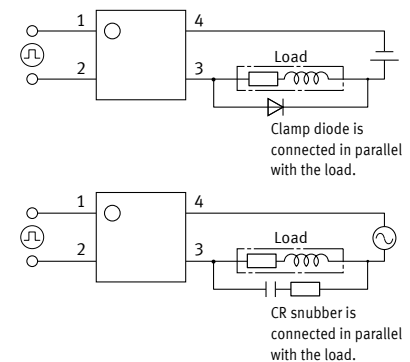 1
4
2
3
Load
Clamp diode is
connected in parallel
with the load.
1
4
2
3
Load
CR snubber is
connected in parallel
with the load.